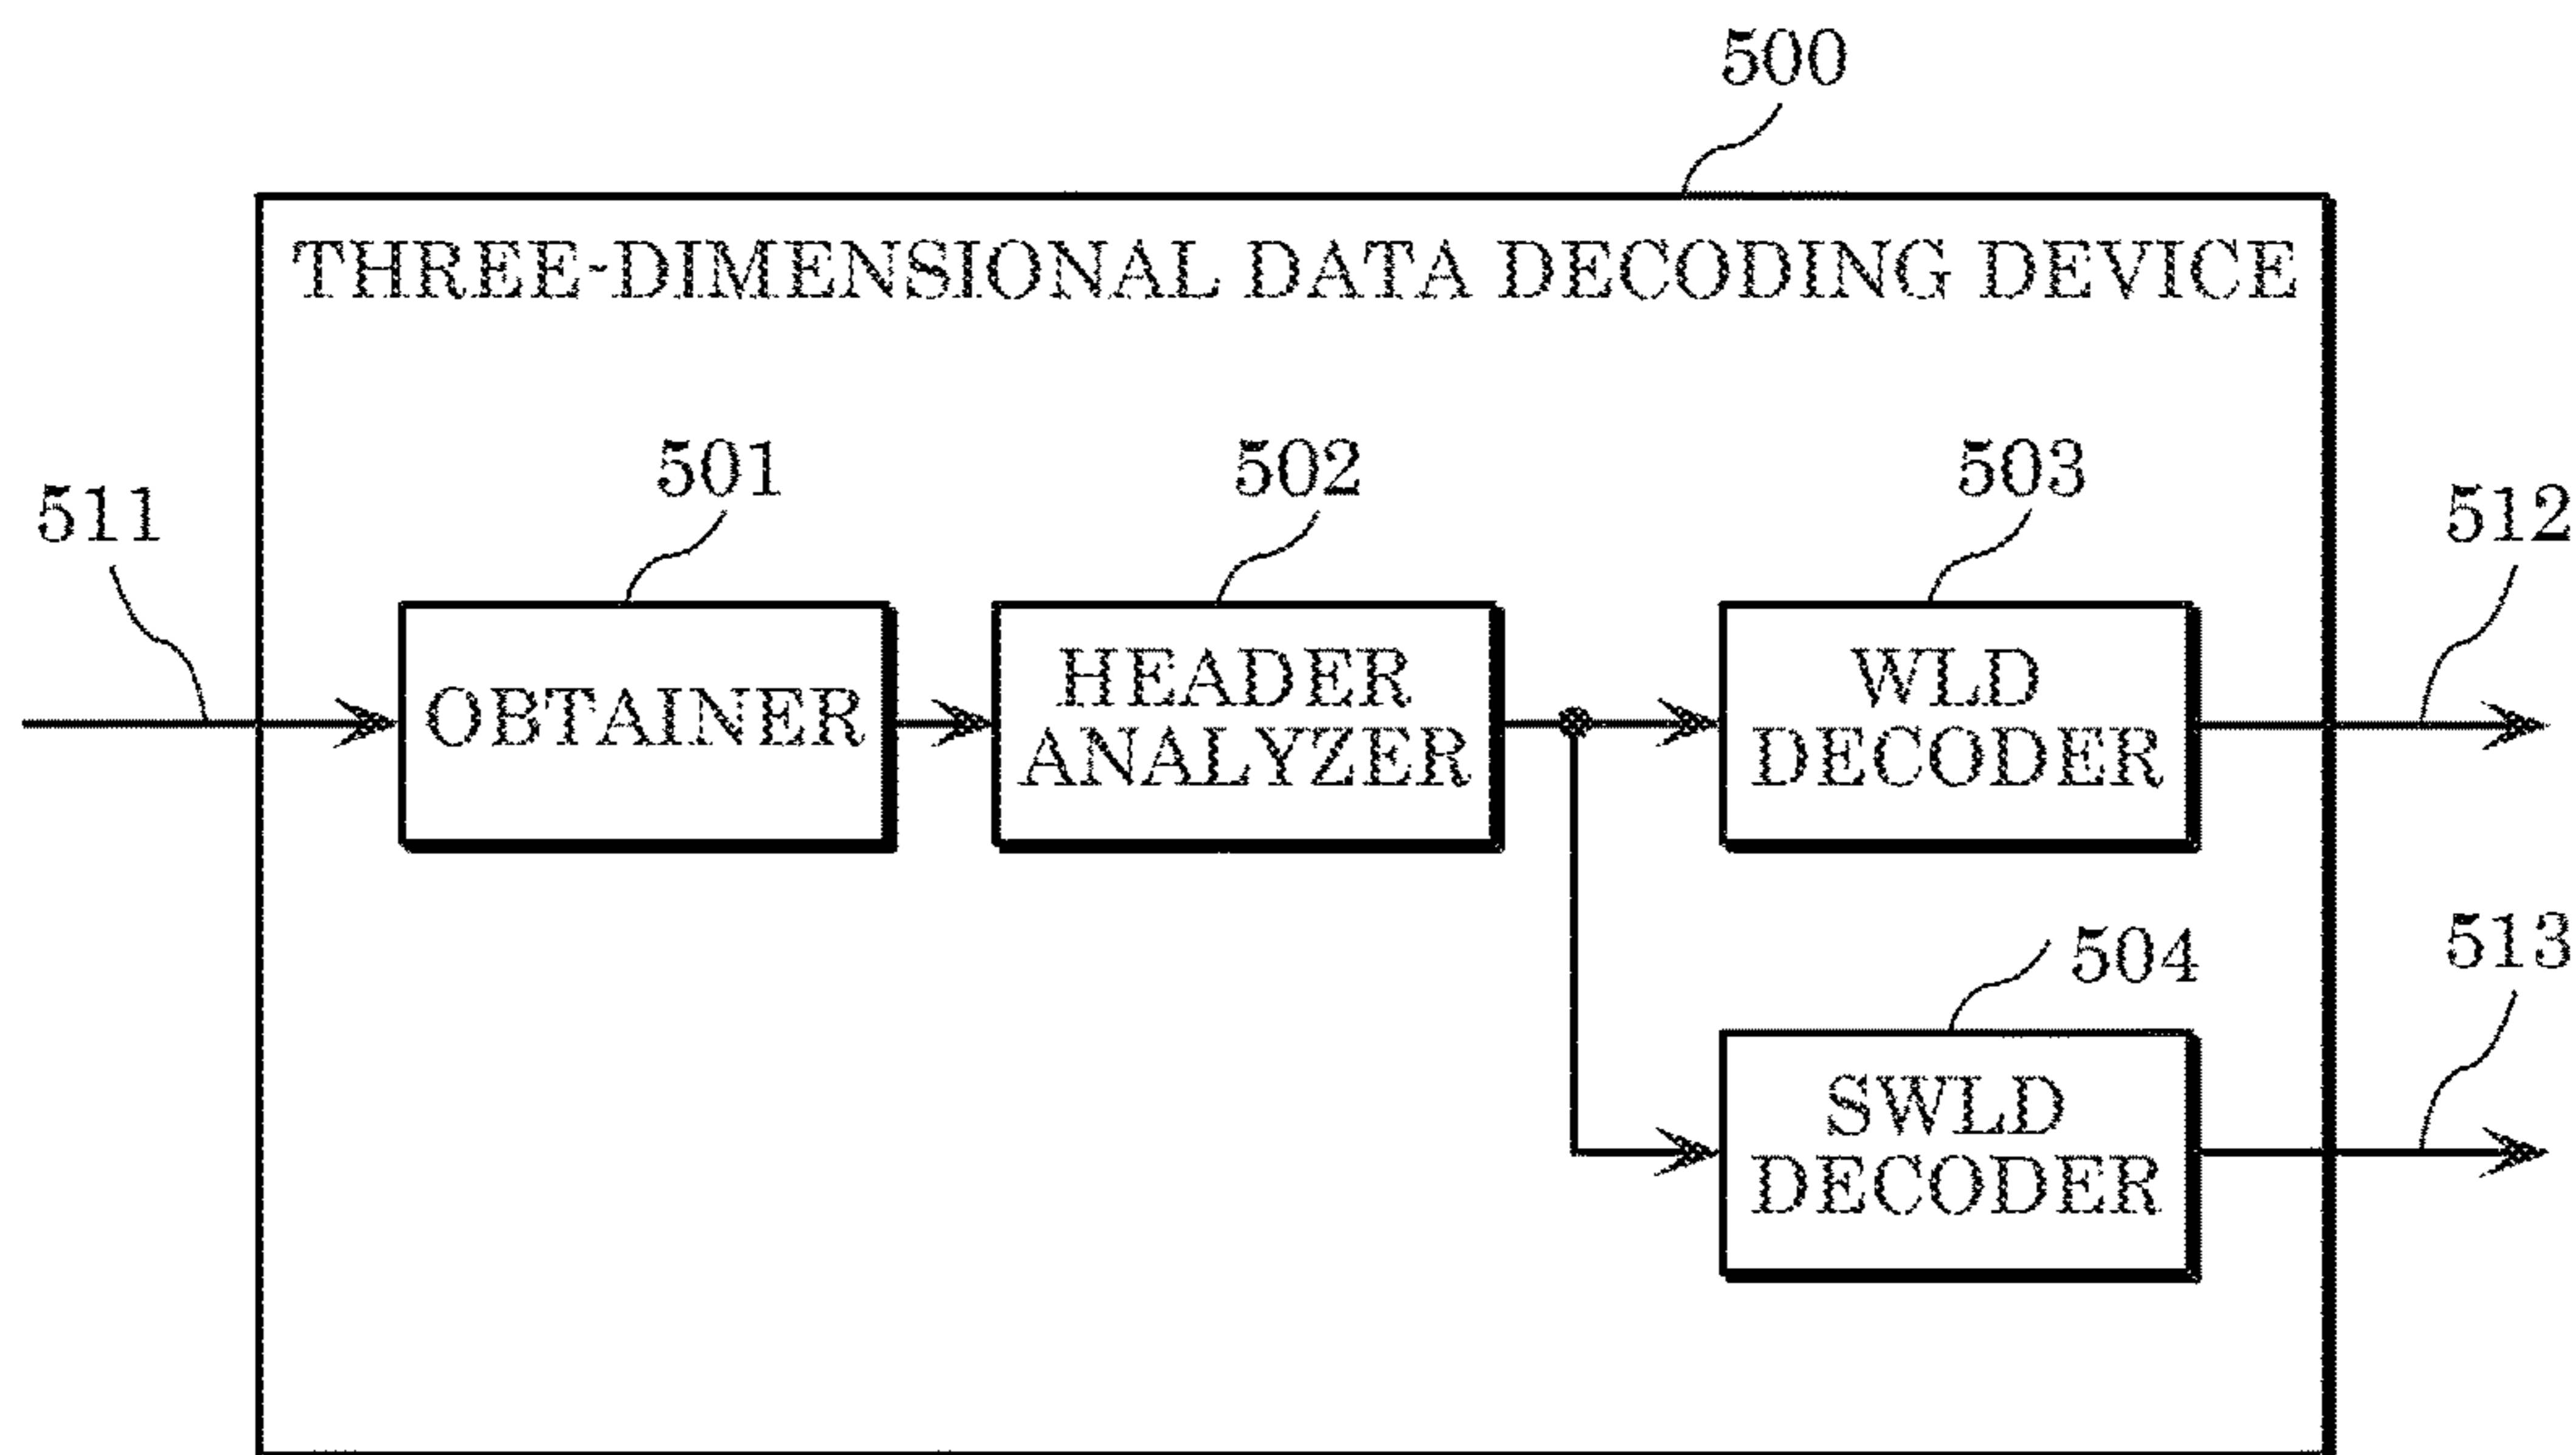 500
THREE-DIMENSIONAL DATA DECODING DEVICE
501
502
503
511
512
OBTAINER
HEADER
ANALYZER
WLD
DECODER
504
513
SWLD
DECODER